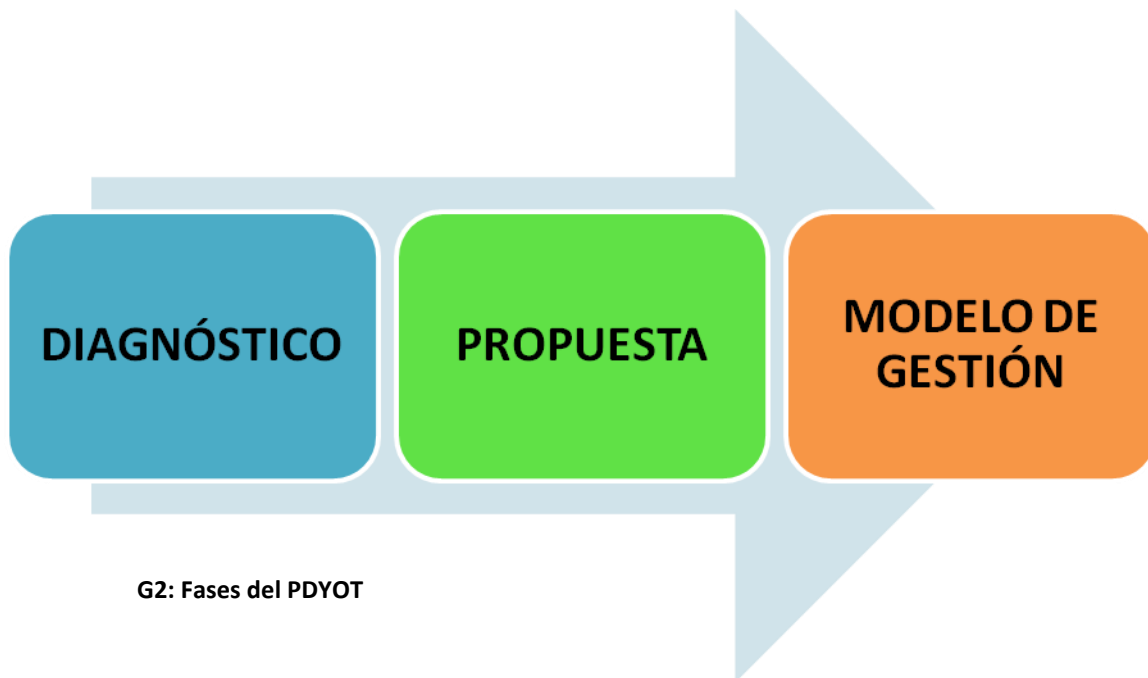 DIAGNÓSTICO
PROPUESTA
MODELO DE
GESTIÓN
G2: Fases del PDYOT